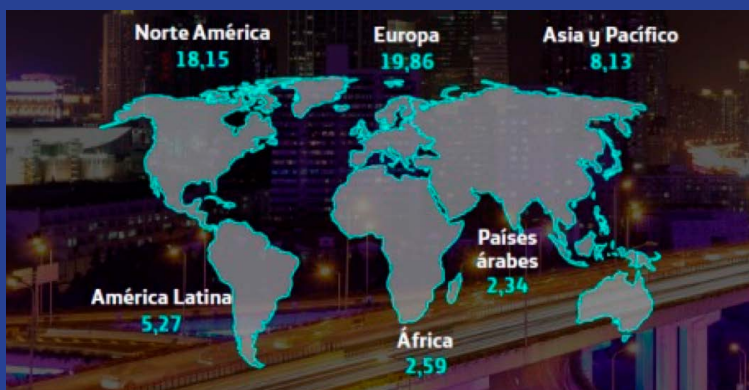 Norte América
18,15
Europa
19,86
Asia y Pacífico
8,13
Países
árabes
2,34
América Latina
5,27
África
2,59